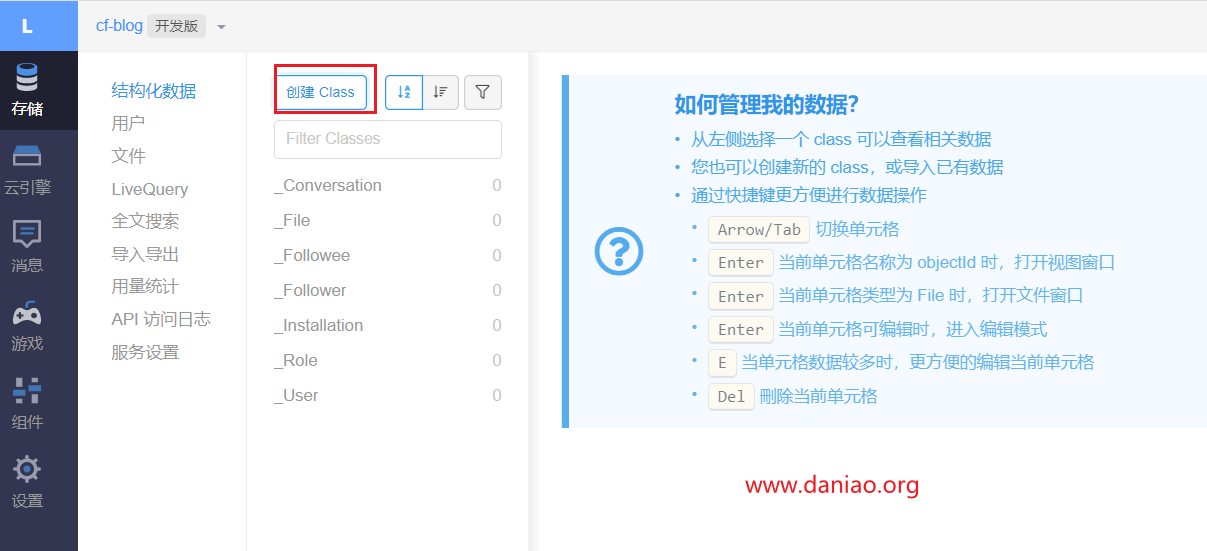 L
cf-blog 开发版
存储
云引擎
消息
游戏
组件
设置
结构化数据
用户
文件
LiveQuery
全文搜索
导入导出
用量统计
API 访问日志
服务设置
创建 Class
Filter Classes
_Conversation 0
_File 0
_Followee 0
_Follower 0
_Installation 0
_Role 0
_User 0
如何管理我的数据?
• 从左侧选择一个 class 可以查看相关数据
• 您也可以创建新的 class，或导入已有数据
• 通过快捷键更方便进行数据操作
• Arrow/Tab 切换单元格
• Enter 当前单元格名称为 objectId 时，打开视图窗口
• Enter 当前单元格类型为 File 时，打开文件窗口
• Enter 当前单元格可编辑时，进入编辑模式
• E 当单元格数据较多时，更方便的编辑当前单元格
• Del 刪除当前单元格
www.daniao.org